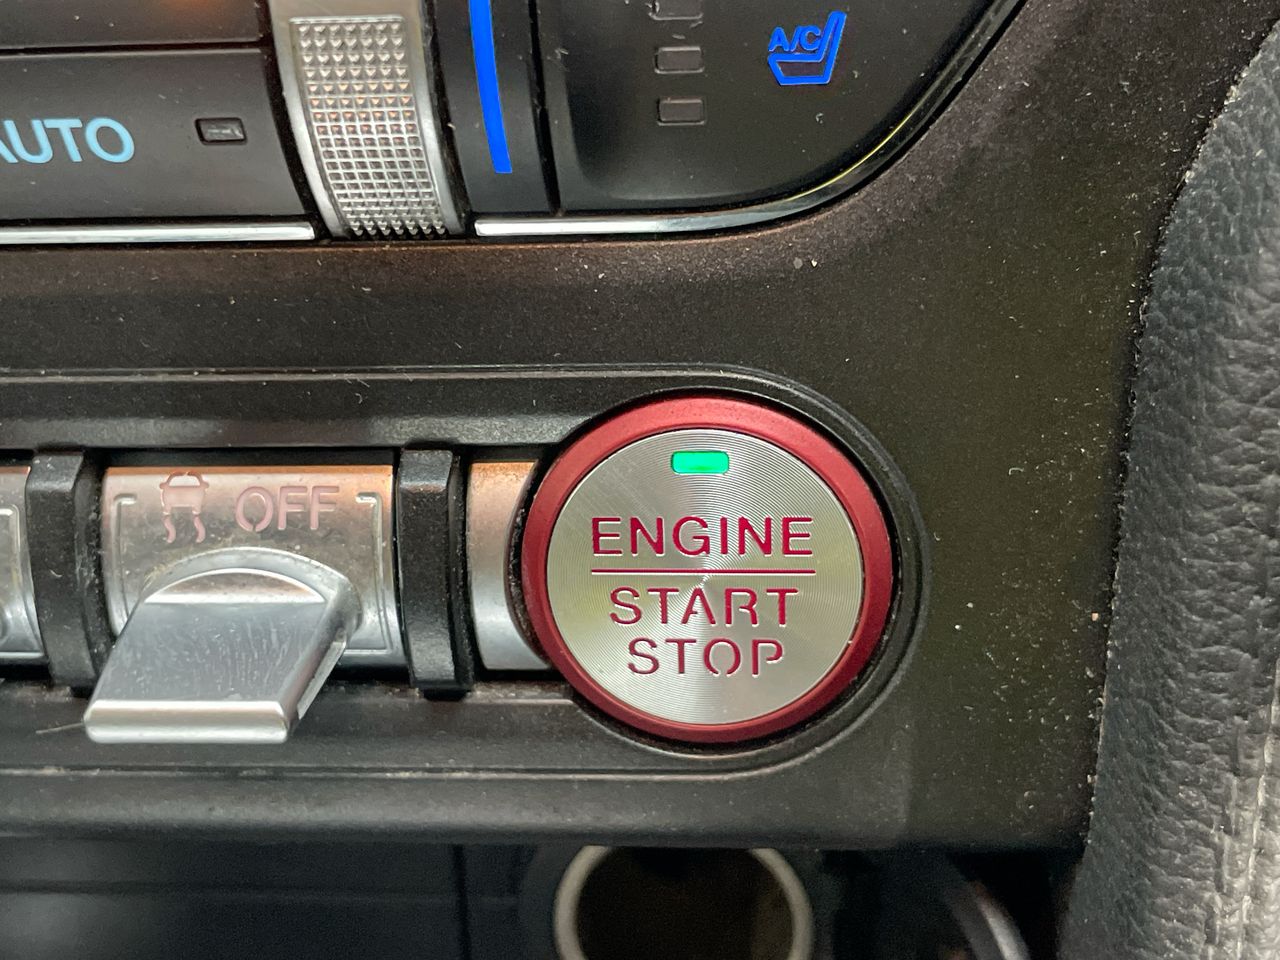 A/C
AUTO
OFF
ENGINE
START
STOP